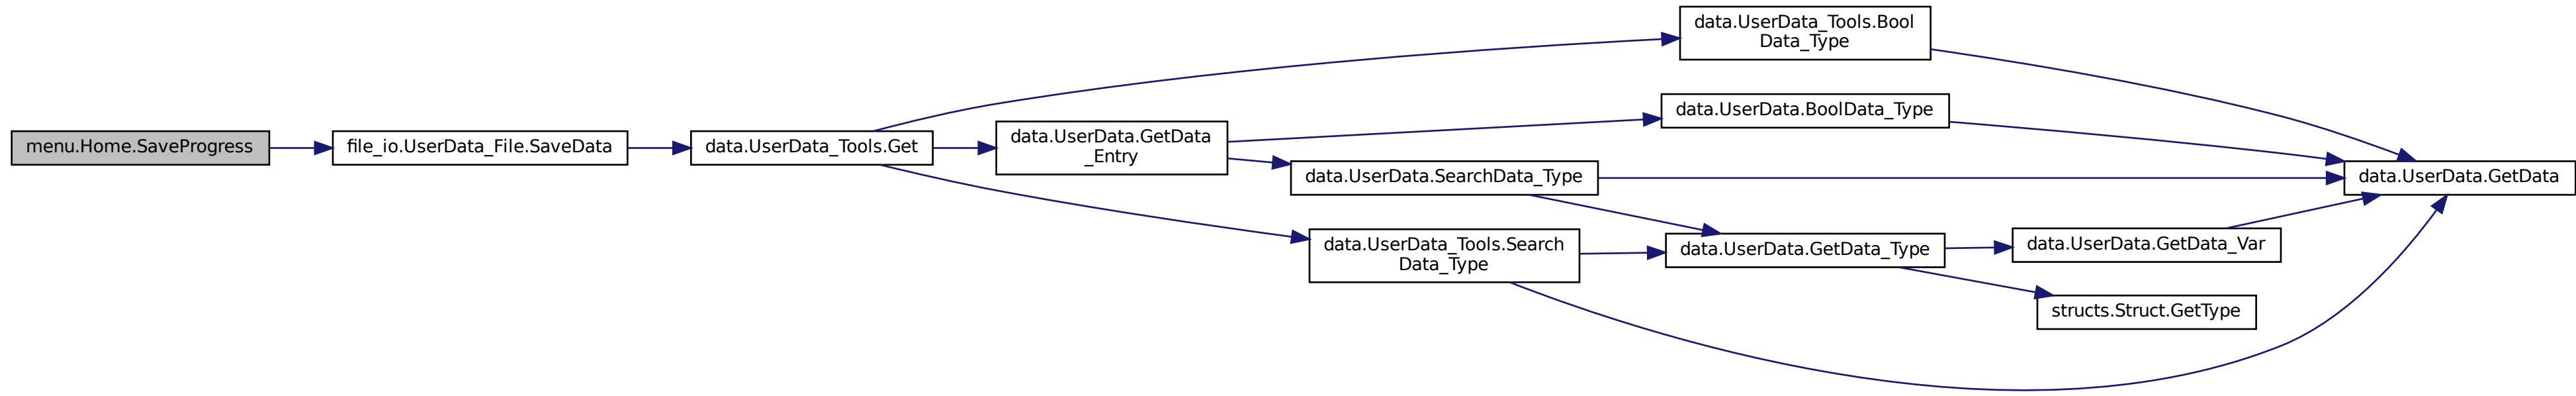 menu.Home.SaveProgress
file_io.UserData_File.SaveData
data.UserData_Tools.Get
data.UserData_Tools.Bool
Data_Type
data.UserData.GetData
_Entry
data.UserData.BoolData_Type
data.UserData.SearchData_Type
data.UserData_Tools.Search
Data_Type
data.UserData.GetData_Type
data.UserData.GetData_Var
structs.Struct.GetType
data.UserData.GetData